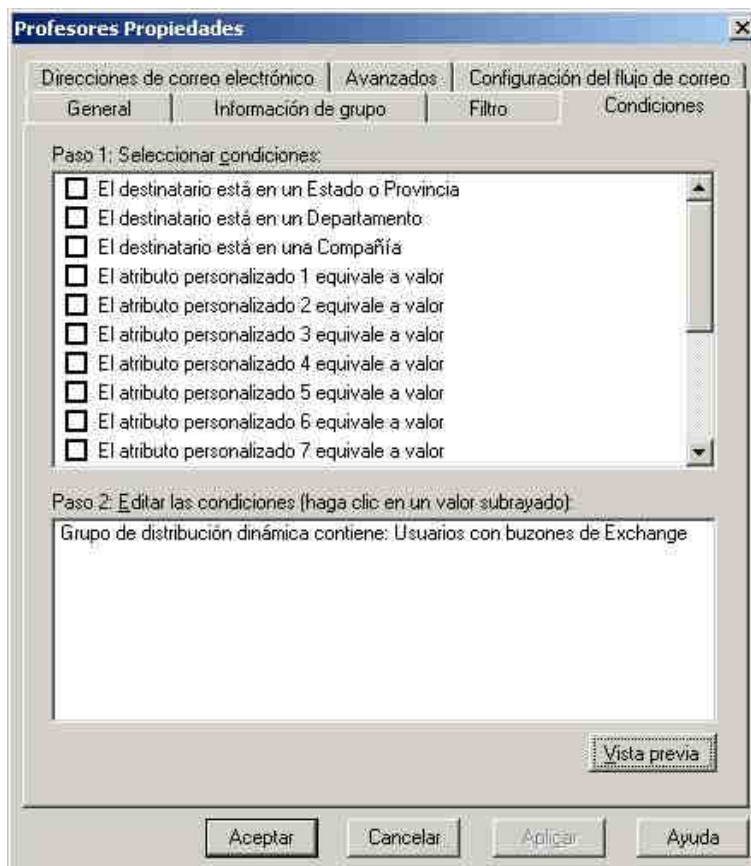 Profesores Propiedades
Direcciones de correo electrónico
Avanzados
Configuración del flujo de correo
General
Información de grupo
Filtro
Condiciones
Paso 1: Seleccionar condiciones:
El destinatario está en un Estado o Provincia
El destinatario está en un Departamento
El destinatario está en una Compañía
El atributo personalizado 1 equivale a valor
El atributo personalizado 2 equivale a valor
El atributo personalizado 3 equivale a valor
El atributo personalizado 4 equivale a valor
El atributo personalizado 5 equivale a valor
El atributo personalizado 6 equivale a valor
El atributo personalizado 7 equivale a valor
Paso 2: Editar las condiciones (haga clic en un valor subrayado):
Grupo de distribución dinámica contiene: Usuarios con buzones de Exchange
Vista previa
Aceptar
Cancelar
Aplicar
Ayuda